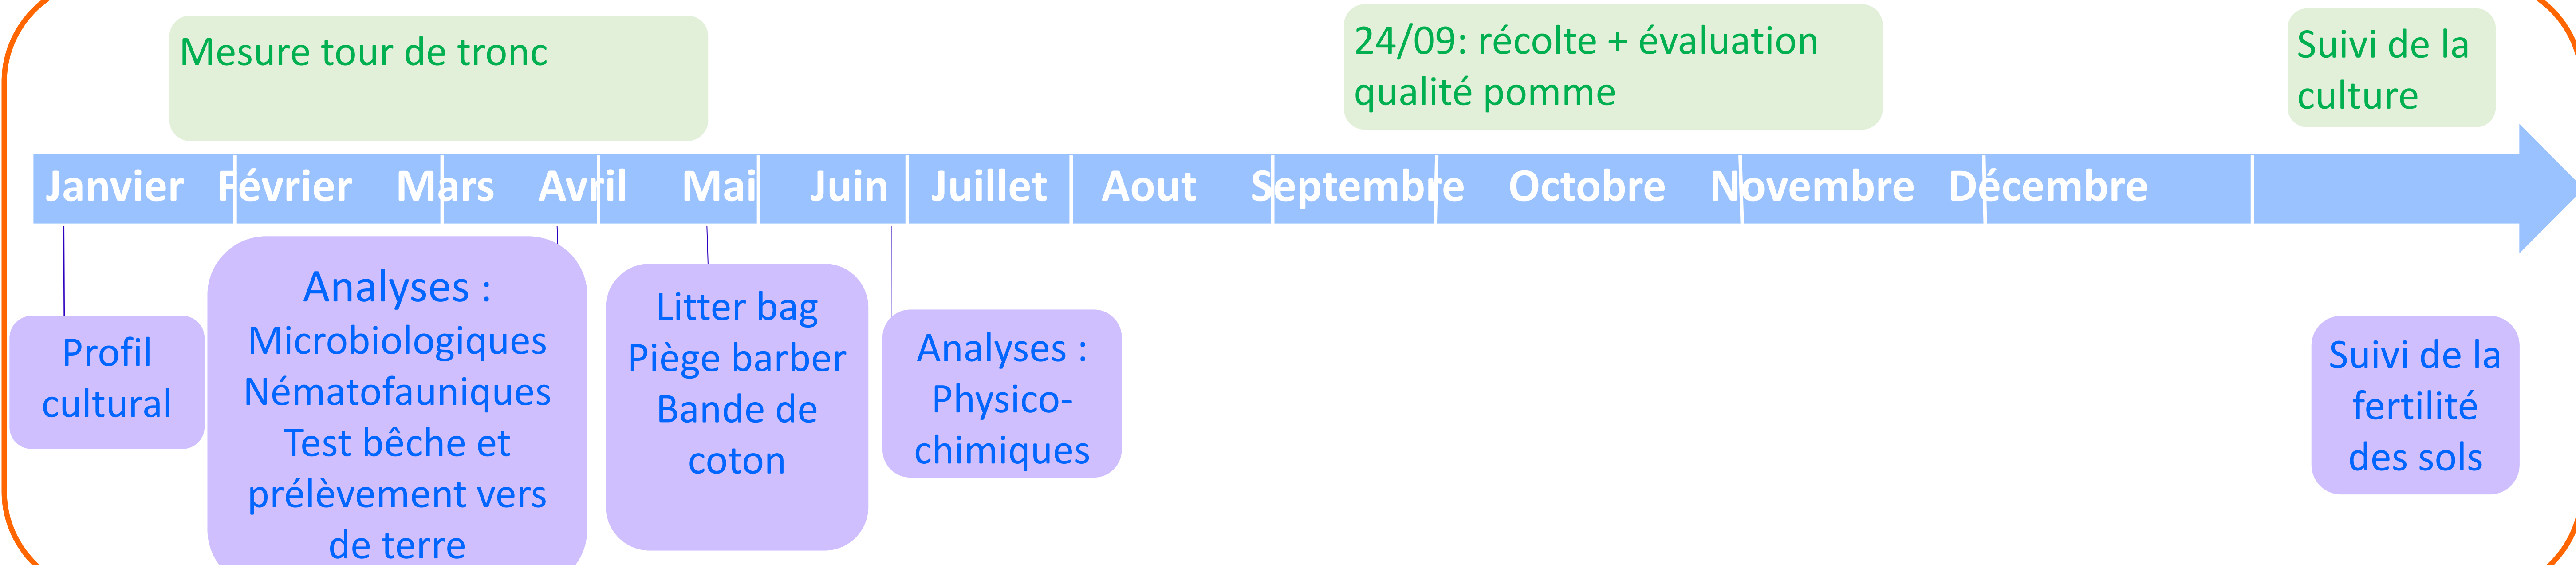 Mesure tour de tronc
24/09: récolte + évaluation
qualité pomme
Suivi de la
culture
Janvier Février Mars Avril Mai Juin Juillet Aout Septembre Octobre Novembre Décembre
Profil
cultural
Analyses :
Microbiologiques
Nématofauniques
Test bêche et
prélèvement vers
de terre
Litter bag
Piège barber
Bande de
coton
Analyses :
Physico-
chimiques
Suivi de la
fertilité
des sols